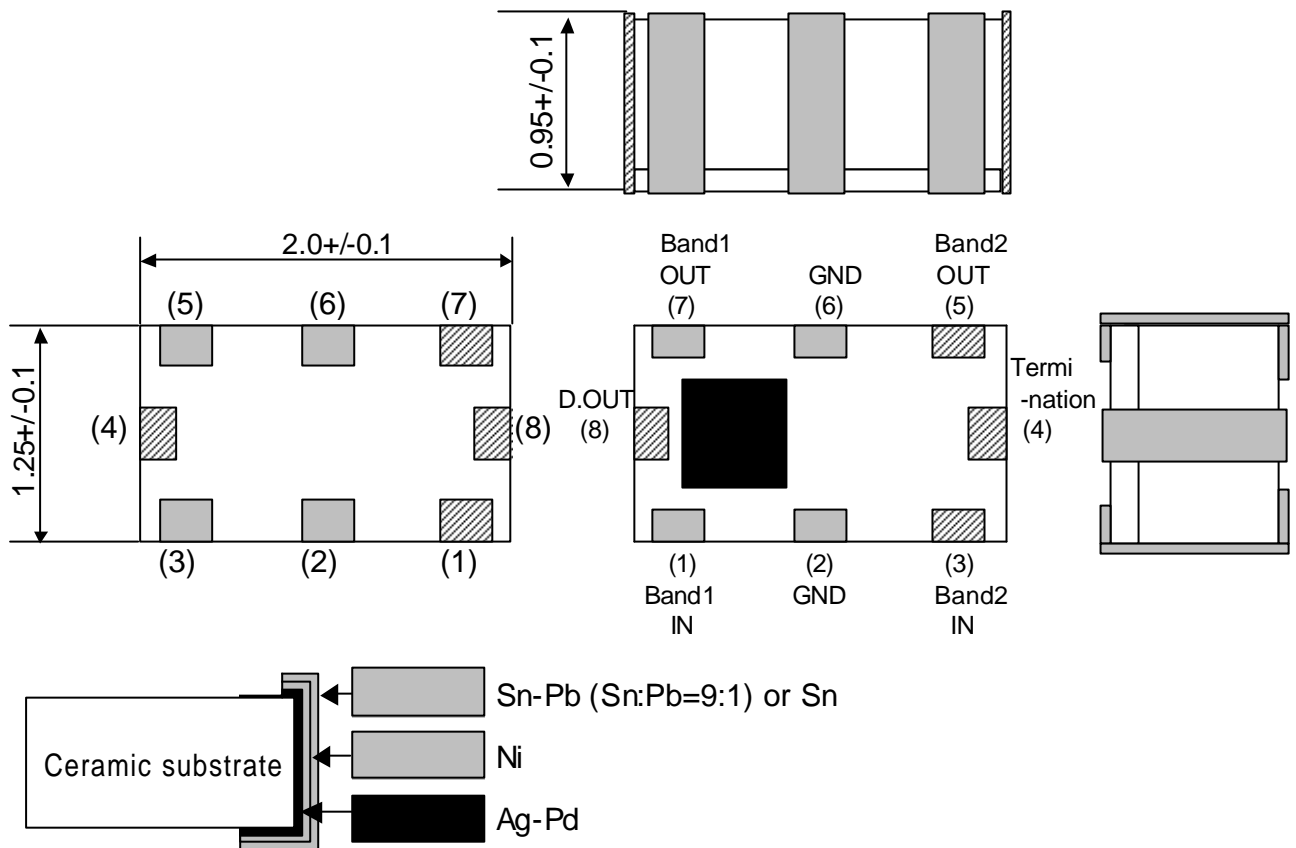 0.95+/-0.1
2.0+/-0.1
1.25+/-0.1
(5) (6) (7)
(4) (8)
(3) (2) (1)
Band1 Band2
OUT GND OUT
(7) (6) (5)
D.OUT
(8)
Termi
-nation
(4)
(1) (2) (3)
Band1 GND Band2
IN IN
Ceramic substrate
Sn-Pb (Sn:Pb=9:1) or Sn
Ni
Ag-Pd